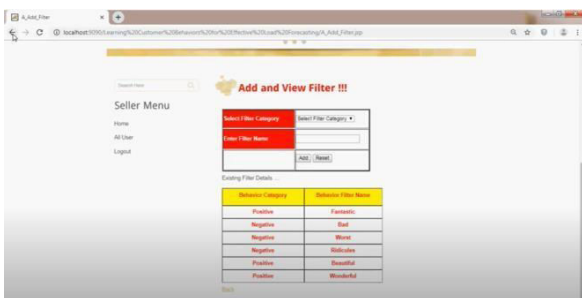 A_Add_Filter
localhost:9090/Learning%20Customer%20Behaviors%20for%20Effective%20Load%20Forecasting/A_Add_Filter.jsp
Search Here
Add and View Filter !!!
Seller Menu
Home
All User
Logout
Select Filter Category
Select Filter Category
Enter Filter Name
Add Reset
Existing Filter Details ...
Behavior Category Behavior Filter Name
Positive Fantastic
Negative Bad
Negative Worst
Negative Ridicules
Positive Beautiful
Positive Wonderful
Back